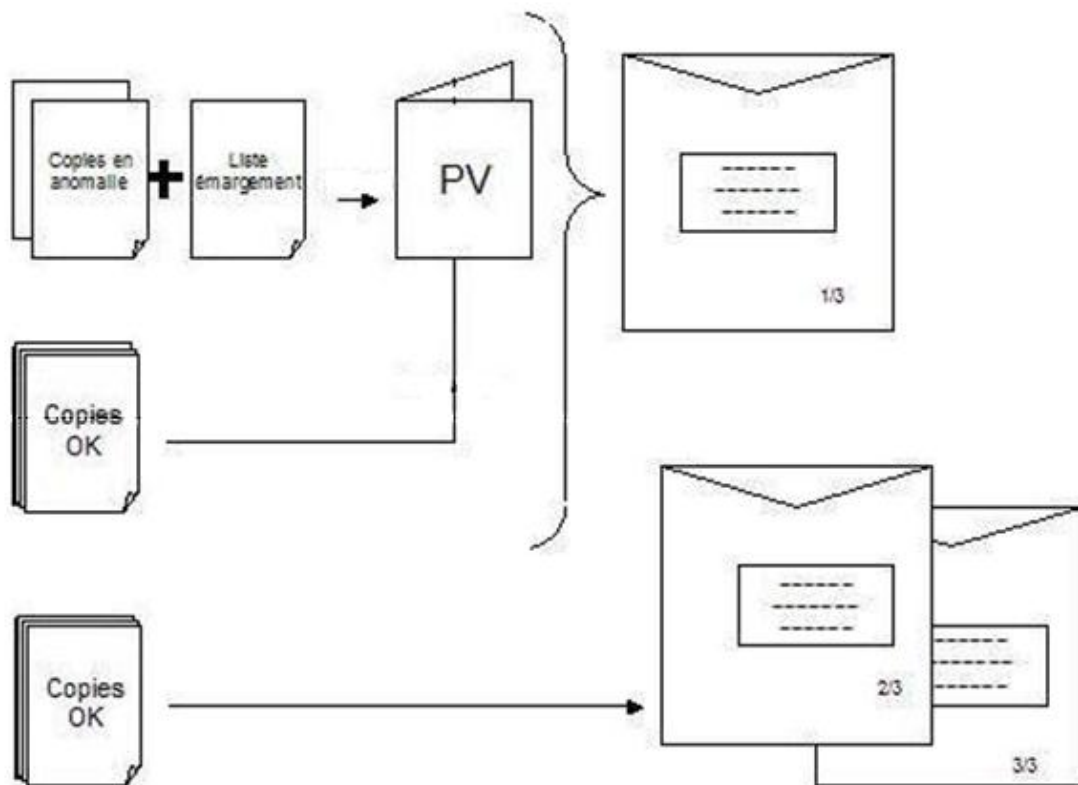 Copies en
anomalie
Liste
émargement
PV
1/3
Copies
OK
2/3
Copies
OK
3/3